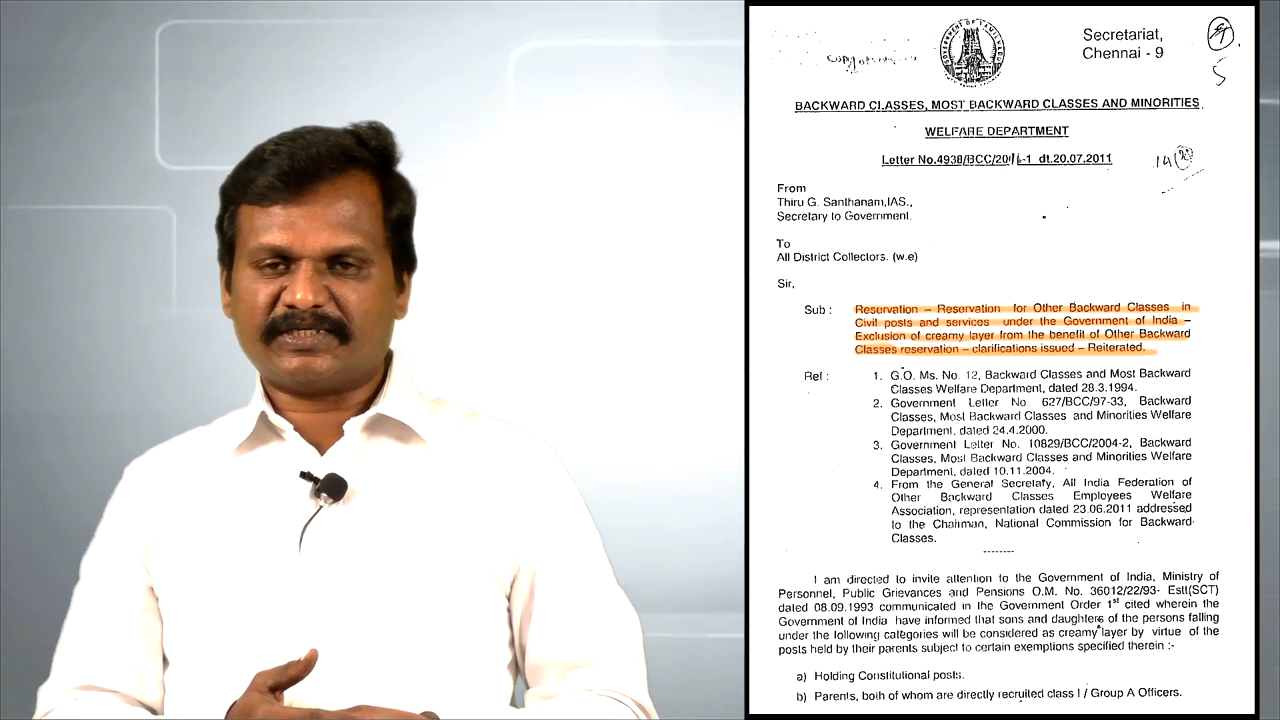 Secretariat,
Chennai - 9
BACKWARD CLASSES, MOST BACKWARD CLASSES AND MINORITIES
WELFARE DEPARTMENT
Letter No.4938/BCC/2011-1 dt.20.07.2011
From
Thiru G. Santhanam,IAS.,
Secretary to Government.
To
All District Collectors. (w.e)
Sir,
Sub : Reservation – Reservation for Other Backward Classes in
Civil posts and services under the Government of India –
Exclusion of creamy layer from the benefit of Other Backward
Classes reservation – clarifications issued – Reiterated.
Ref : 1. G.O. Ms. No. 12, Backward Classes and Most Backward
Classes Welfare Department, dated 28.3.1994.
2. Government Letter No. 627/BCC/97-33, Backward
Classes, Most Backward Classes and Minorities Welfare
Department, dated 24.4.2000.
3. Government Letter No. 10829/BCC/2004-2, Backward
Classes, Most Backward Classes and Minorities Welfare
Department, dated 10.11.2004.
4. From the General Secretary, All India Federation of
Other Backward Classes Employees Welfare
Association, representation dated 23.06.2011 addressed
to the Chairman, National Commission for Backward
Classes.
--------
I am directed to invite attention to the Government of India, Ministry of
Personnel, Public Grievances and Pensions O.M. No. 36012/22/93- Estt(SCT)
dated 08.09.1993 communicated in the Government Order 1st cited wherein the
Government of India have informed that sons and daughters of the persons falling
under the following categories will be considered as creamy layer by virtue of the
posts held by their parents subject to certain exemptions specified therein :-
a) Holding Constitutional posts.
b) Parents, both of whom are directly recruited class I / Group A Officers.